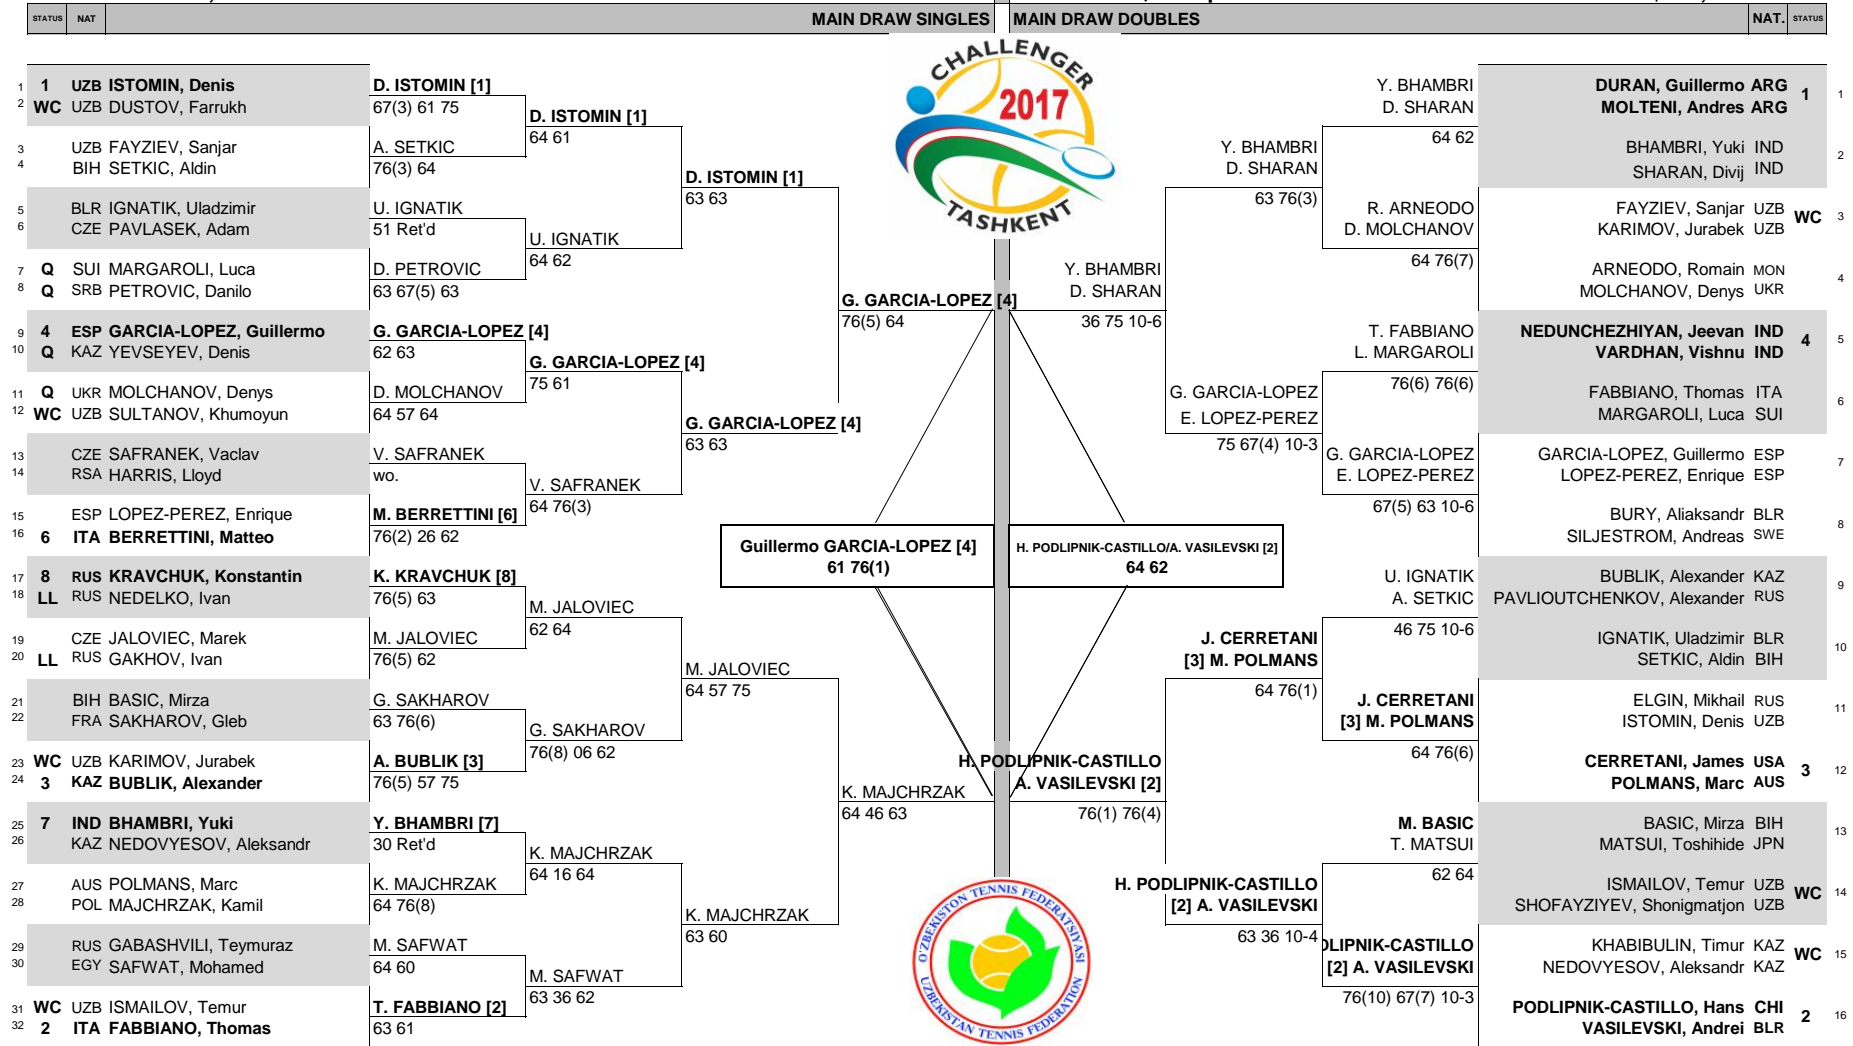 STATUS NAT MAIN DRAW SINGLES MAIN DRAW DOUBLES NAT. STATUS
CHALLENGER
2017
TASHKENT
1 1 UZB ISTOMIN, Denis
2 WC UZB DUSTOV, Farrukh
3 UZB FAYZIEV, Sanjar
4 BIH SETKIC, Aldin
5 BLR IGNATIK, Uladzimir
6 CZE PAVLASEK, Adam
7 Q SUI MARGAROLI, Luca
8 Q SRB PETROVIC, Danilo
9 4 ESP GARCIA-LOPEZ, Guillermo
10 Q KAZ YEVSEYEV, Denis
11 Q UKR MOLCHANOV, Denys
12 WC UZB SULTANOV, Khumoyun
13 CZE SAFRANEK, Vaclav
14 RSA HARRIS, Lloyd
15 ESP LOPEZ-PEREZ, Enrique
16 6 ITA BERRETTINI, Matteo
17 8 RUS KRAVCHUK, Konstantin
18 LL RUS NEDELKO, Ivan
19 CZE JALOVIEC, Marek
20 LL RUS GAKHOV, Ivan
21 BIH BASIC, Mirza
22 FRA SAKHAROV, Gleb
23 WC UZB KARIMOV, Jurabek
24 3 KAZ BUBLIK, Alexander
25 7 IND BHAMBRI, Yuki
26 KAZ NEDOVYESOV, Aleksandr
27 AUS POLMANS, Marc
28 POL MAJCHRZAK, Kamil
29 RUS GABASHVILI, Teymuraz
30 EGY SAFWAT, Mohamed
31 WC UZB ISMAILOV, Temur
32 2 ITA FABBIANO, Thomas
D. ISTOMIN [1]
67(3) 61 75
A. SETKIC
76(3) 64
U. IGNATIK
51 Ret'd
D. PETROVIC
63 67(5) 63
G. GARCIA-LOPEZ [4]
62 63
D. MOLCHANOV
64 57 64
V. SAFRANEK
wo.
M. BERRETTINI [6]
76(2) 26 62
K. KRAVCHUK [8]
76(5) 63
M. JALOVIEC
76(5) 62
G. SAKHAROV
63 76(6)
A. BUBLIK [3]
76(5) 57 75
Y. BHAMBRI [7]
30 Ret'd
K. MAJCHRZAK
64 76(8)
M. SAFWAT
64 60
T. FABBIANO [2]
63 61
D. ISTOMIN [1]
64 61
U. IGNATIK
64 62
G. GARCIA-LOPEZ [4]
75 61
V. SAFRANEK
64 76(3)
M. JALOVIEC
62 64
G. SAKHAROV
76(8) 06 62
K. MAJCHRZAK
64 16 64
M. SAFWAT
63 36 62
D. ISTOMIN [1]
63 63
G. GARCIA-LOPEZ [4]
63 63
M. JALOVIEC
64 57 75
K. MAJCHRZAK
63 60
G. GARCIA-LOPEZ [4]
76(5) 64
K. MAJCHRZAK
64 46 63
Guillermo GARCIA-LOPEZ [4]
61 76(1)
H. PODLIPNIK-CASTILLO/A. VASILEVSKI [2]
64 62
Y. BHAMBRI
D. SHARAN
36 75 10-6
H. PODLIPNIK-CASTILLO
A. VASILEVSKI [2]
76(1) 76(4)
Y. BHAMBRI
D. SHARAN
63 76(3)
G. GARCIA-LOPEZ
E. LOPEZ-PEREZ
75 67(4) 10-3
J. CERRETANI
[3] M. POLMANS
64 76(1)
H. PODLIPNIK-CASTILLO
[2] A. VASILEVSKI
63 36 10-4
Y. BHAMBRI
D. SHARAN
64 62
R. ARNEODO
D. MOLCHANOV
64 76(7)
T. FABBIANO
L. MARGAROLI
76(6) 76(6)
G. GARCIA-LOPEZ
E. LOPEZ-PEREZ
67(5) 63 10-6
U. IGNATIK
A. SETKIC
46 75 10-6
J. CERRETANI
[3] M. POLMANS
64 76(6)
M. BASIC
T. MATSUI
62 64
LIPNIK-CASTILLO
[2] A. VASILEVSKI
76(10) 67(7) 10-3
DURAN, Guillermo ARG 1 1
MOLTENI, Andres ARG
BHAMBRI, Yuki IND 2
SHARAN, Divij IND
FAYZIEV, Sanjar UZB WC 3
KARIMOV, Jurabek UZB
ARNEODO, Romain MON 4
MOLCHANOV, Denys UKR
NEDUNCHEZHIYAN, Jeevan IND 4 5
VARDHAN, Vishnu IND
FABBIANO, Thomas ITA 6
MARGAROLI, Luca SUI
GARCIA-LOPEZ, Guillermo ESP 7
LOPEZ-PEREZ, Enrique ESP
BURY, Aliaksandr BLR 8
SILJESTROM, Andreas SWE
BUBLIK, Alexander KAZ 9
PAVLIOUTCHENKOV, Alexander RUS
IGNATIK, Uladzimir BLR 10
SETKIC, Aldin BIH
ELGIN, Mikhail RUS 11
ISTOMIN, Denis UZB
CERRETANI, James USA 3 12
POLMANS, Marc AUS
BASIC, Mirza BIH 13
MATSUI, Toshihide JPN
ISMAILOV, Temur UZB WC 14
SHOFAYZIYEV, Shonigmatjon UZB
KHABIBULIN, Timur KAZ WC 15
NEDOVYESOV, Aleksandr KAZ
PODLIPNIK-CASTILLO, Hans CHI 2 16
VASILEVSKI, Andrei BLR
O'ZBEKISTON TENNIS FEDERATSIYASI
UZBEKISTAN TENNIS FEDERATION